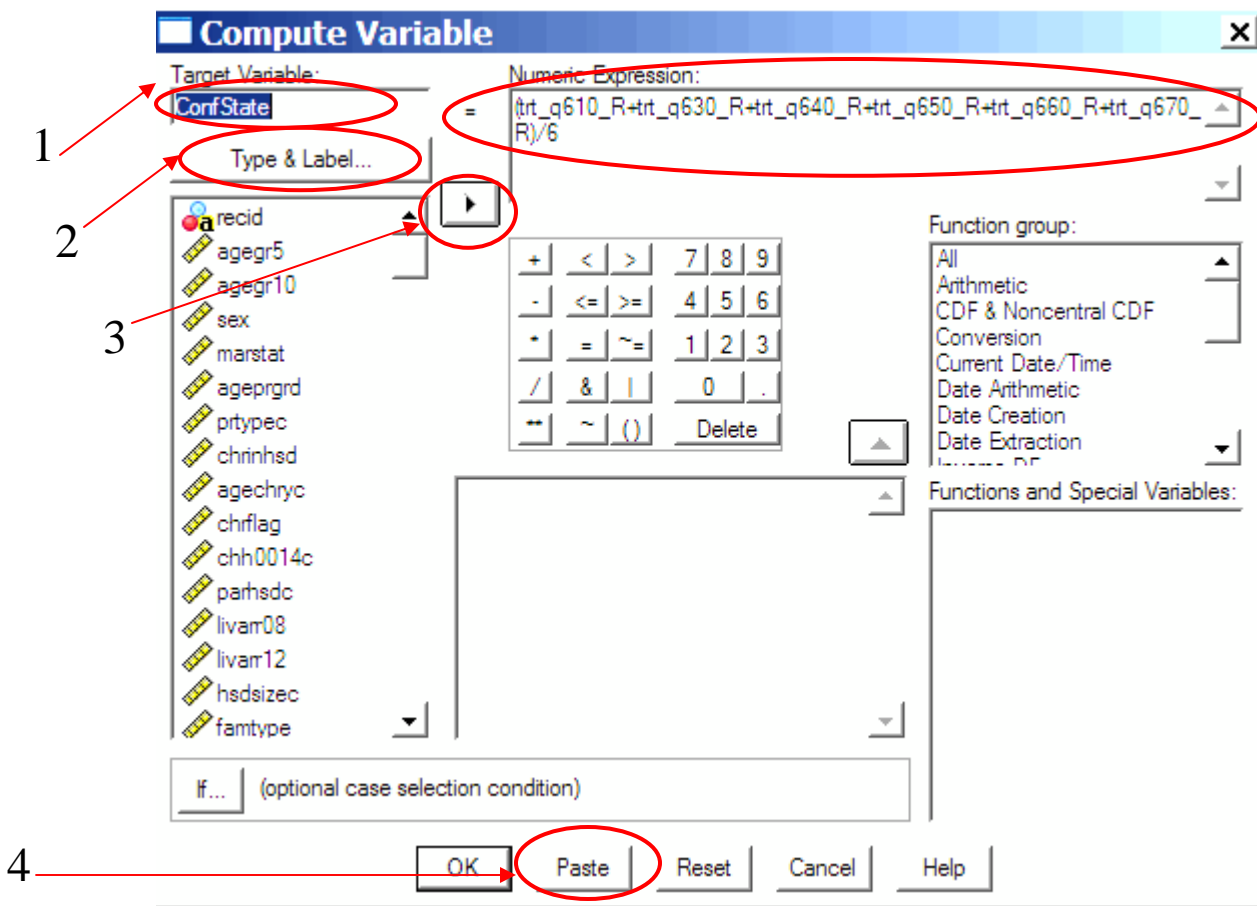 Compute Variable
1
Target Variable:
ConfState
=
Numeric Expression:
(trt_q610_R+trt_q630_R+trt_q640_R+trt_q650_R+trt_q660_R+trt_q670_
R)/6
2
Type & Label...
3
recid
agegr5
agegr10
sex
marstat
ageprgrd
prtypec
chrinhsd
agechryc
chrflag
chh0014c
parhsdc
livarr08
livarr12
hsdsizec
famtype
+ < > 7 8 9
- <= >= 4 5 6
* = ~= 1 2 3
/ & | 0 .
** ~ () Delete
Function group:
All
Arithmetic
CDF & Noncentral CDF
Conversion
Current Date/Time
Date Arithmetic
Date Creation
Date Extraction
Inverse DF
Functions and Special Variables:
If... (optional case selection condition)
4
OK Paste Reset Cancel Help